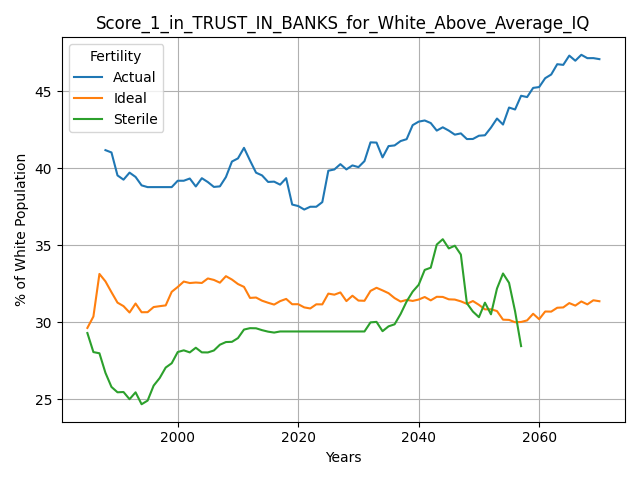 Score_1_in_TRUST_IN_BANKS_for_White_Above_Average_IQ
Fertility
Actual
Ideal
Sterile
% of White Population
45
40
35
30
25
2000
2020
2040
2060
Years